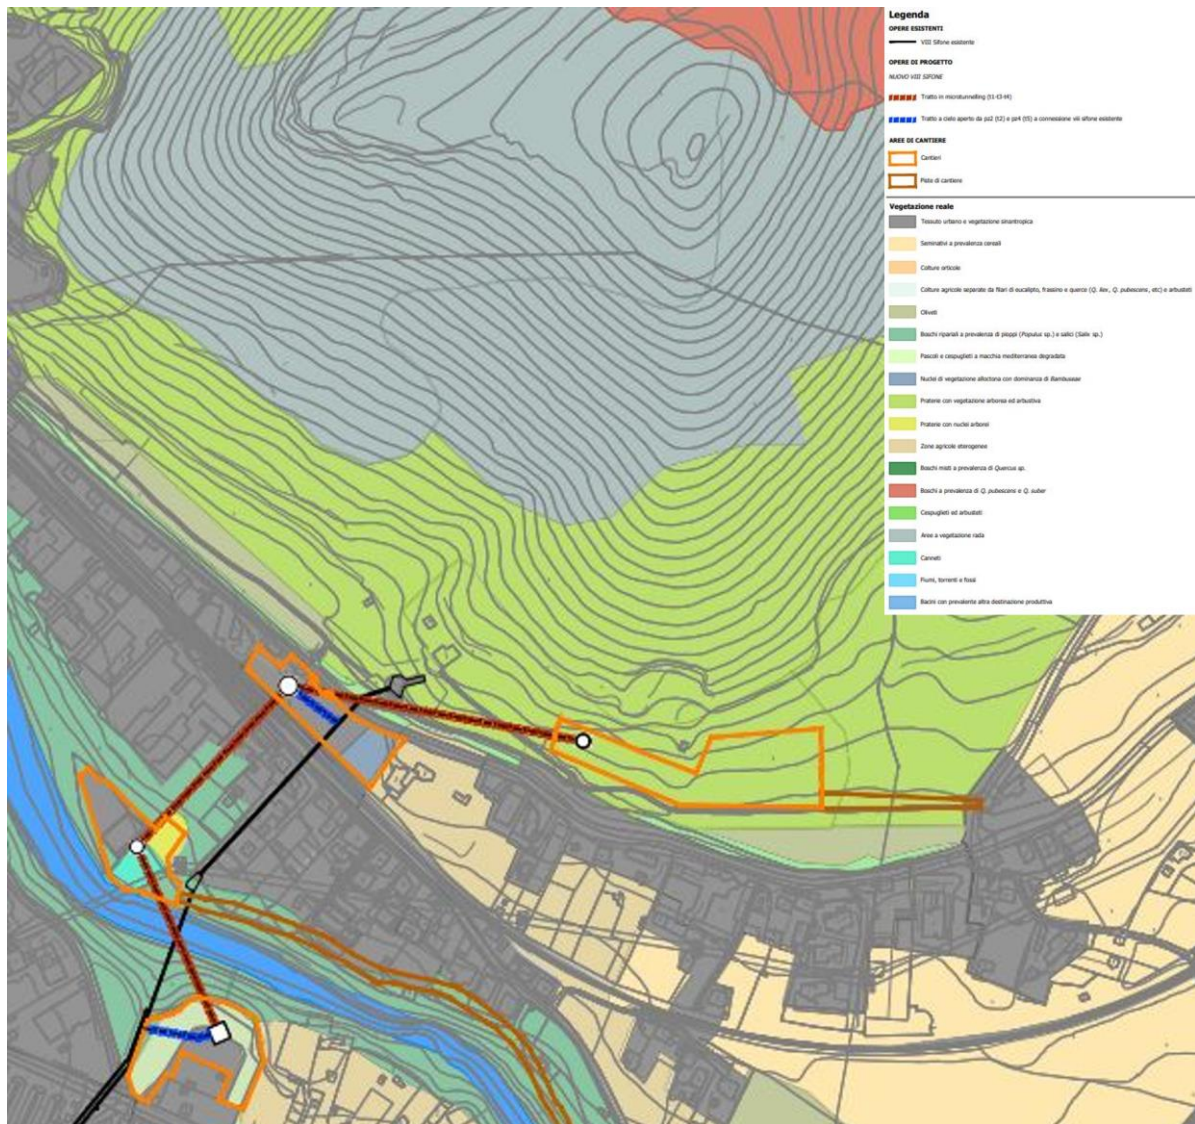 Legenda
OPERE ESISTENTI
VIII Sifone esistente
OPERE DI PROGETTO
NUOVO VIII SIFONE
Tratto in microtunnelling (t1-t3-t4)
Tratto a cielo aperto da ps2 (t2) e ps4 (t5) a connessione viii sifone esistente
AREE DI CANTIERE
Cantieri
Piste di cantiere
Vegetazione reale
Tessuto urbano e vegetazione sinantropica
Seminativi a prevalenza cereali
Colture orticole
Colture agricole separate da filari di eucalipto, frassino e querce (Q. ilex, Q. pubescens, etc) e arbusteti
Oliveti
Boschi ripariali a prevalenza di pioppi (Populus sp.) e salici (Salix sp.)
Pascoli e cespuglieti a macchia mediterranea degradata
Nuclei di vegetazione alloctona con dominanza di Bambuseae
Praterie con vegetazione arborea ed arbustiva
Praterie con nuclei arborei
Zone agricole eterogenee
Boschi misti a prevalenza di Quercus sp.
Boschi a prevalenza di Q. pubescens e Q. suber
Cespuglieti ed arbusteti
Aree a vegetazione rada
Canneti
Fiumi, torrenti e fossi
Bacini con prevalente altra destinazione produttiva